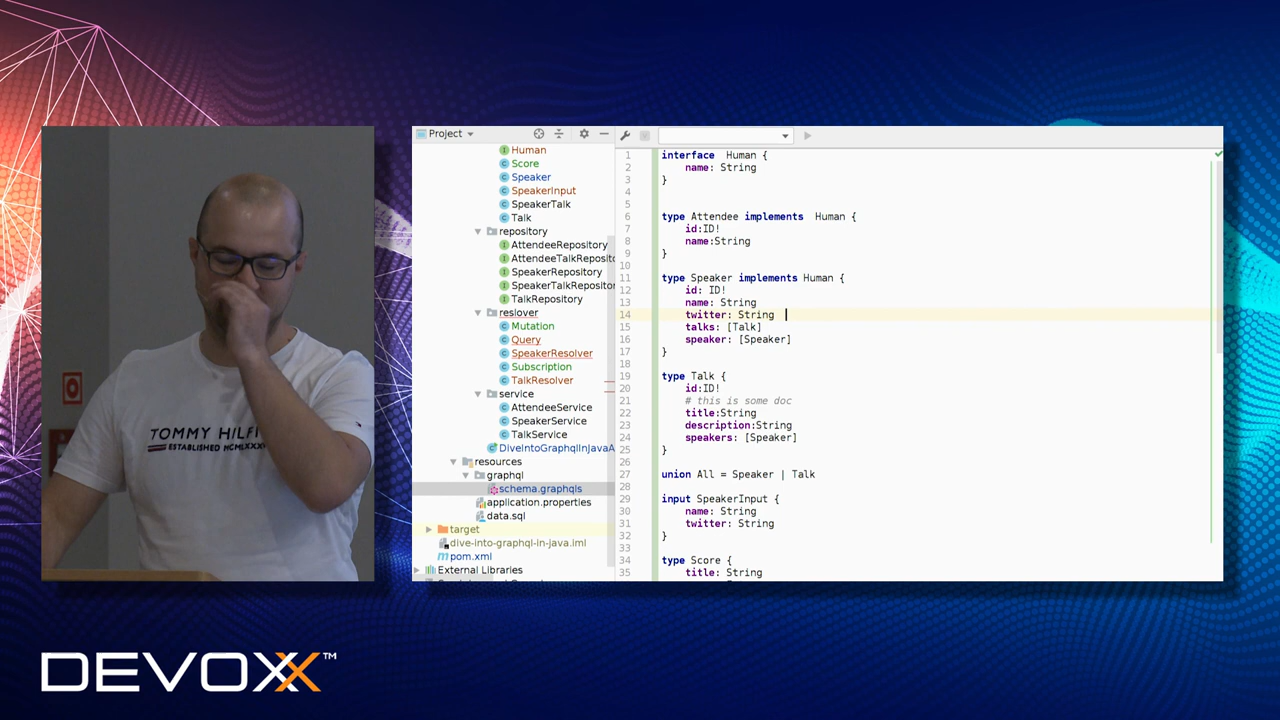 TOMMY HILFI
ESTABLISHED MCMLXXXV
DEVOXX™
Project
Human
Score
Speaker
SpeakerInput
SpeakerTalk
Talk
repository
AttendeeRepository
AttendeeTalkReposito
SpeakerRepository
SpeakerTalkRepositor
TalkRepository
reslover
Mutation
Query
SpeakerResolver
Subscription
TalkResolver
service
AttendeeService
SpeakerService
TalkService
DiveIntoGraphqlInJavaA
resources
graphql
schema.graphqls
application.properties
data.sql
target
dive-into-graphql-in-java.iml
pom.xml
External Libraries
1 interface  Human {
2 name: String
3 }
4
5
6 type Attendee implements  Human {
7 id:ID!
8 name:String
9 }
10
11 type Speaker implements Human {
12 id: ID!
13 name: String
14 twitter: String
15 talks: [Talk]
16 speaker: [Speaker]
17 }
18
19 type Talk {
20 id:ID!
21 # this is some doc
22 title:String
23 description:String
24 speakers: [Speaker]
25 }
26
27 union All = Speaker | Talk
28
29 input SpeakerInput {
30 name: String
31 twitter: String
32 }
33
34 type Score {
35 title: String